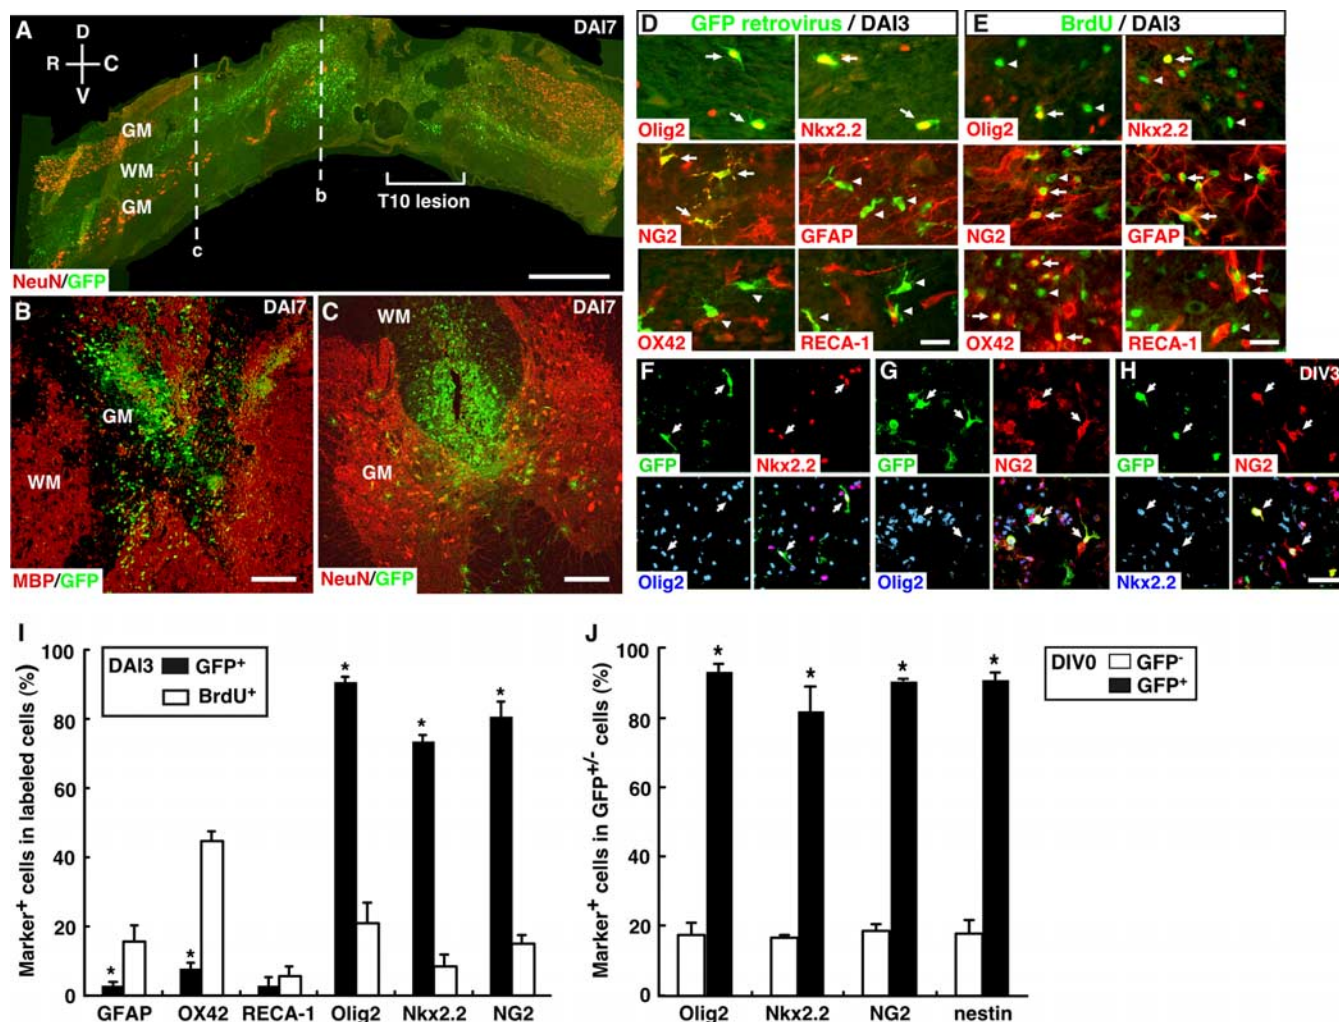 A
D
R C
V
DAI7
GM
WM
GM
c
b
T10 lesion
NeuN/GFP
B
DAI7
GM
WM
MBP/GFP
C
DAI7
WM
GM
NeuN/GFP
D
GFP retrovirus / DAI3
Olig2
Nkx2.2
NG2
GFAP
OX42
RECA-1
E
BrdU / DAI3
Olig2
Nkx2.2
NG2
GFAP
OX42
RECA-1
F
GFP
Nkx2.2
Olig2
G
GFP
NG2
Olig2
H
DIV3
GFP
NG2
Nkx2.2
I
Marker+ cells in labeled cells (%)
100
80
60
40
20
0
DAI3 GFP+
BrdU+
* * * * *
GFAP OX42 RECA-1 Olig2 Nkx2.2 NG2
J
Marker+ cells in GFP+/- cells (%)
100
80
60
40
20
0
DIV0 GFP-
GFP+
* * * *
Olig2 Nkx2.2 NG2 nestin